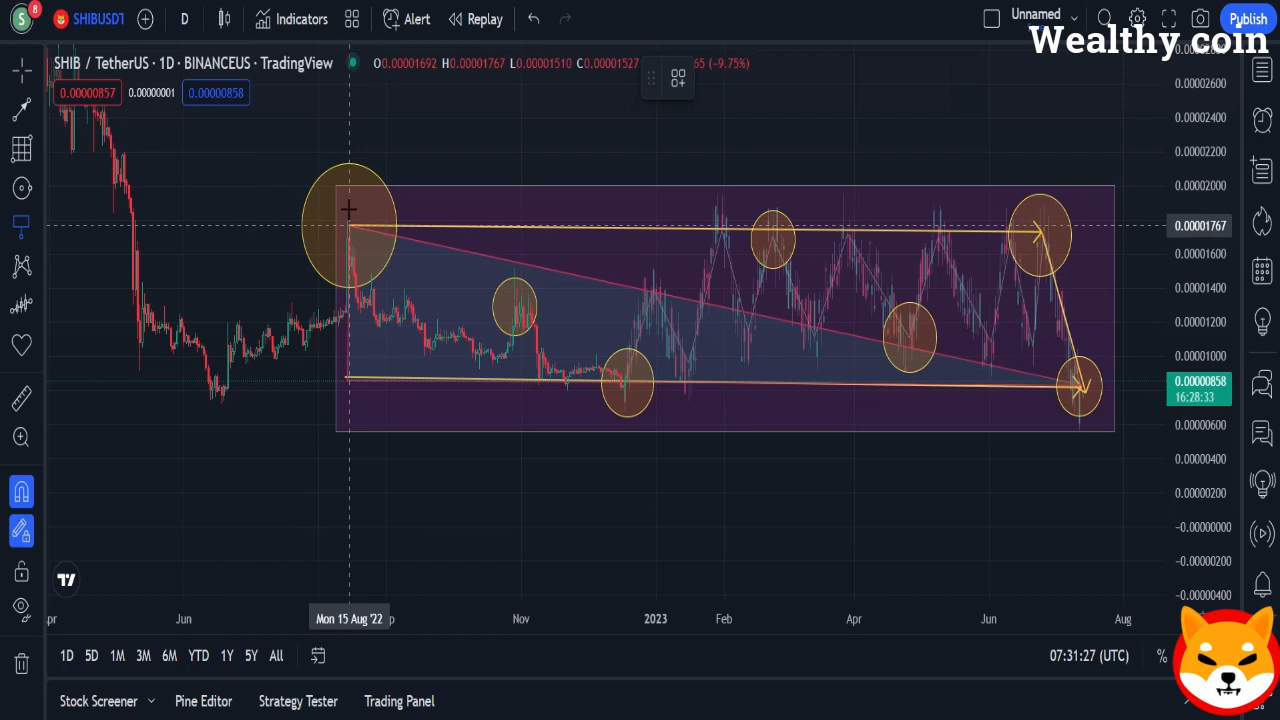 S
8
SHIBUSDT
D
Indicators
Alert
Replay
Unnamed
Publish
Wealthy coin
SHIB / TetherUS · 1D · BINANCEUS · TradingView
O0.00001692 H0.00001767 L0.00001510 C0.00001527
65 (−9.75%)
0.00000857
0.00000001
0.00000858
0.00002600
0.00002400
0.00002200
0.00002000
0.00001767
0.00001600
0.00001400
0.00001200
0.00001000
0.00000858
16:28:33
0.00000600
0.00000400
0.00000200
−0.00000000
−0.00000200
−0.00000400
Jun
Mon 15 Aug '22
Nov
2023
Feb
Apr
Jun
Aug
1D 5D 1M 3M 6M YTD 1Y 5Y All
07:31:27 (UTC)
%
Stock Screener
Pine Editor
Strategy Tester
Trading Panel